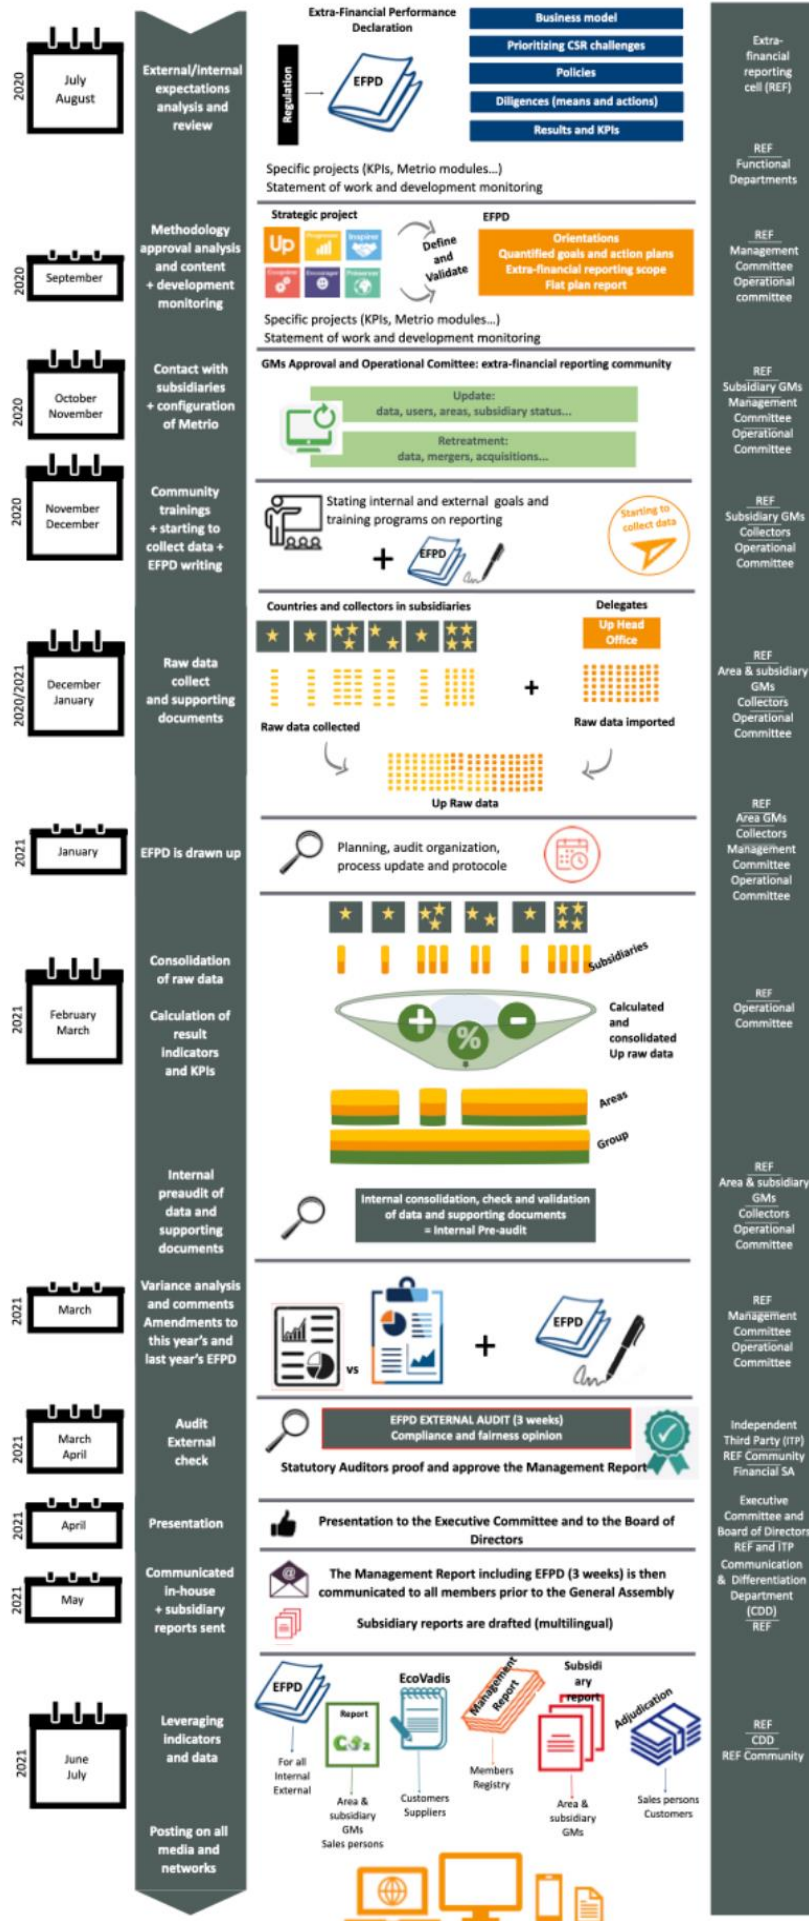 Extra-Financial Performance
Declaration
2020
July
August
External/internal
expectations
analysis and
review
Regulation
EFPD
Business model
Prioritizing CSR challenges
Policies
Diligences (means and actions)
Results and KPIs
Extra-
financial
reporting
cell (REF)
REF
Functional
Departments
Specific projects (KPIs, Metrio modules...)
Statement of work and development monitoring
2020
September
Methodology
approval analysis
and content
+ development
monitoring
Strategic project
Up
Inspirer
Encourager
Define
and
Validate
EFPD
Orientations
Quantified goals and action plans
Extra-financial reporting scope
Flat plan report
REF
Management
Committee
Operational
committee
Specific projects (KPIs, Metrio modules...)
Statement of work and development monitoring
2020
October
November
Contact with
subsidiaries
+ configuration
of Metrio
GMs Approval and Operational Comittee: extra-financial reporting community
Update:
data, users, areas, subsidiary status...
Retreatment:
data, mergers, acquisitions...
REF
Subsidiary GMs
Management
Committee
Operational
Committee
2020
November
December
Community
trainings
+ starting to
collect data +
EFPD writing
Stating internal and external goals and
training programs on reporting
+
EFPD
Starting to
collect data
REF
Subsidiary GMs
Collectors
Operational
Committee
2020/2021
December
January
Raw data
collect
and supporting
documents
Countries and collectors in subsidiaries
Delegates
Up Head
Office
+
Raw data collected
Raw data imported
Up Raw data
REF
Area & subsidiary
GMs
Collectors
Operational
Committee
2021
January
EFPD is drawn up
Planning, audit organization,
process update and protocole
REF
Area GMs
Collectors
Management
Committee
Operational
Committee
2021
February
March
Consolidation
of raw data
Calculation of
result
indicators
and KPIs
Subsidiaries
+
%
-
Calculated
and
consolidated
Up raw data
Areas
Group
REF
Operational
Committee
Internal
preaudit of
data and
supporting
documents
Internal consolidation, check and validation
of data and supporting documents
= Internal Pre-audit
REF
Area & subsidiary
GMs
Collectors
Operational
Committee
2021
March
Variance analysis
and comments
Amendments to
this year's and
last year's EFPD
vs
+
EFPD
REF
Management
Committee
Operational
Committee
2021
March
April
Audit
External
check
EFPD EXTERNAL AUDIT (3 weeks)
Compliance and fairness opinion
Statutory Auditors proof and approve the Management Report
Independent
Third Party (ITP)
REF Community
Financial SA
2021
April
Presentation
Presentation to the Executive Committee and to the Board of
Directors
Executive
Committee and
Board of Directors
REF and ITP
2021
May
Communicated
in-house
+ subsidiary
reports sent
@
The Management Report including EFPD (3 weeks) is then
communicated to all members prior to the General Assembly
Subsidiary reports are drafted (multilingual)
Communication
& Differentiation
Department
(CDD)
REF
2021
June
July
Leveraging
indicators
and data
EFPD
Report
CO2
EcoVadis
Management
Report
Subsidi
ary
report
Adjudication
For all
Internal
External
Area &
subsidiary
GMs
Sales persons
Customers
Suppliers
Members
Registry
Area &
subsidiary
GMs
Sales persons
Customers
REF
CDD
REF Community
Posting on all
media and
networks